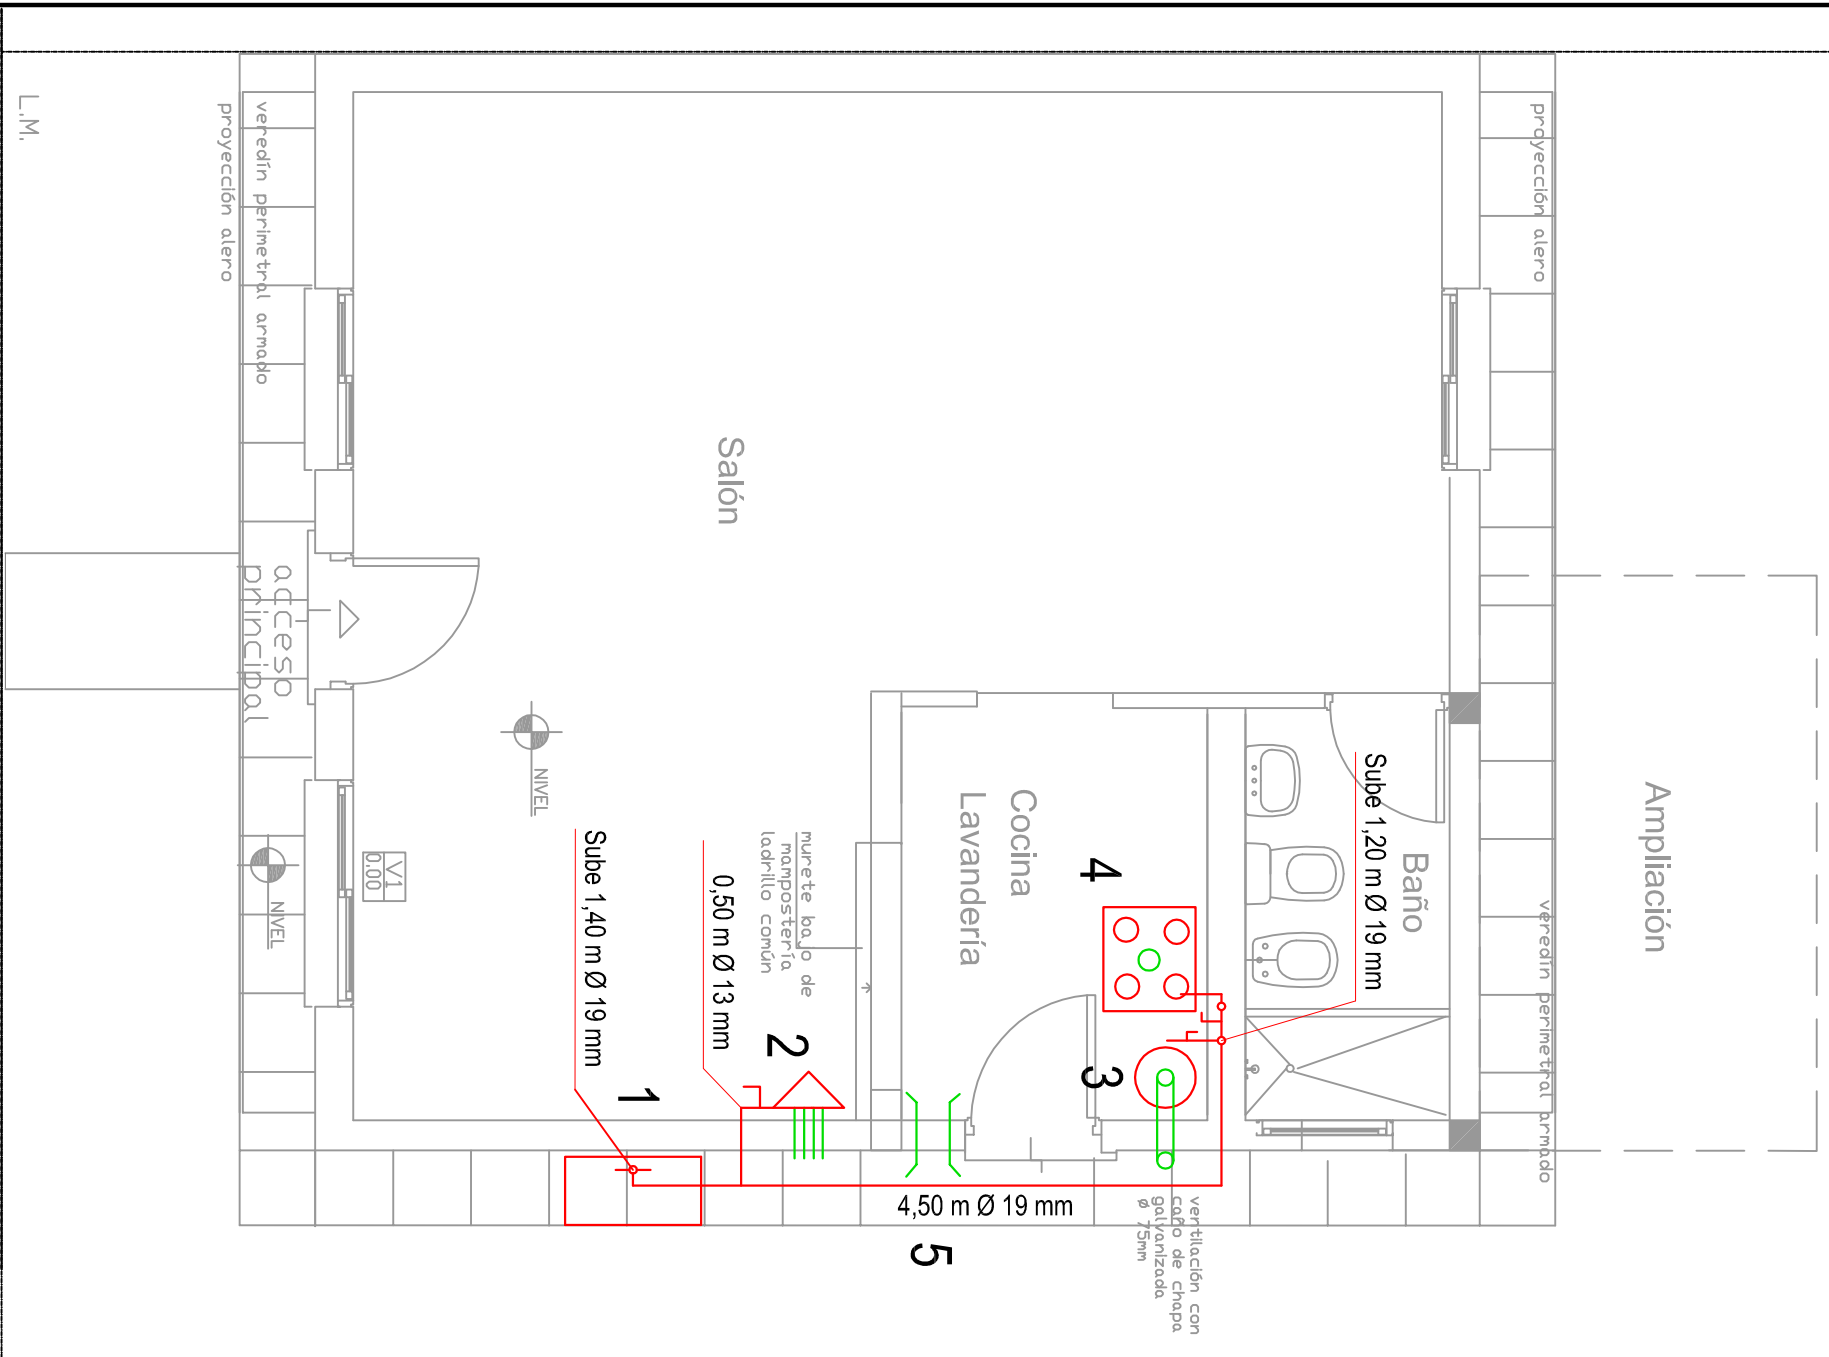 L.M.
proyección alero
veredín perimetral armado
proyección alero
Salón
acceso
principal
NIVEL
NIVEL
V1
0.00
Cocina
Lavandería
Baño
Ampliación
veredín perimetral armado
murete bajo de
mampostería
ladrillo común
Sube 1,20 m Ø 19 mm
0,50 m Ø 13 mm
Sube 1,40 m Ø 19 mm
1
2
3
4
4,50 m Ø 19 mm
5
ventilación con
caño de chapa
galvanizada
Ø 75mm